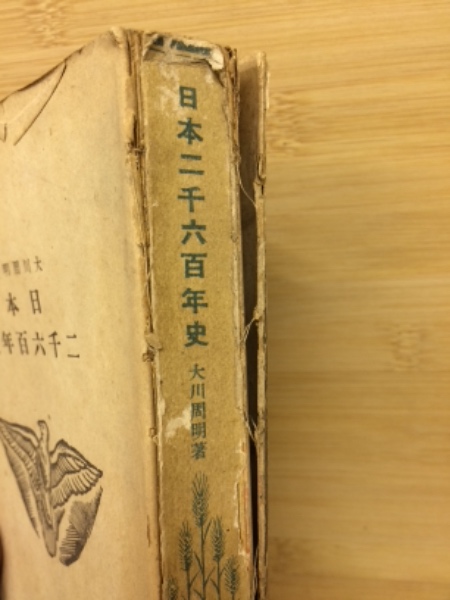 日本二千六百年史
大川周明著
大川周明
日本
二千六百年